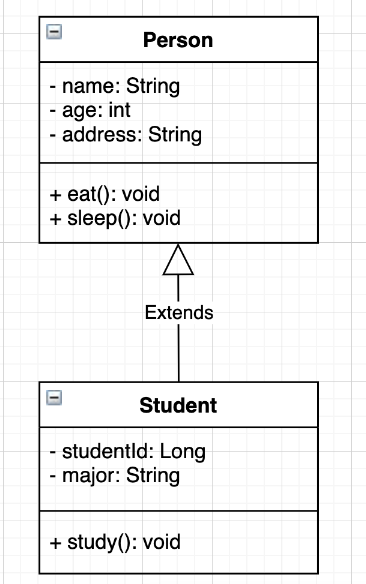 Person
- name: String
- age: int
- address: String
+ eat(): void
+ sleep(): void
Extends
Student
- studentId: Long
- major: String
+ study(): void